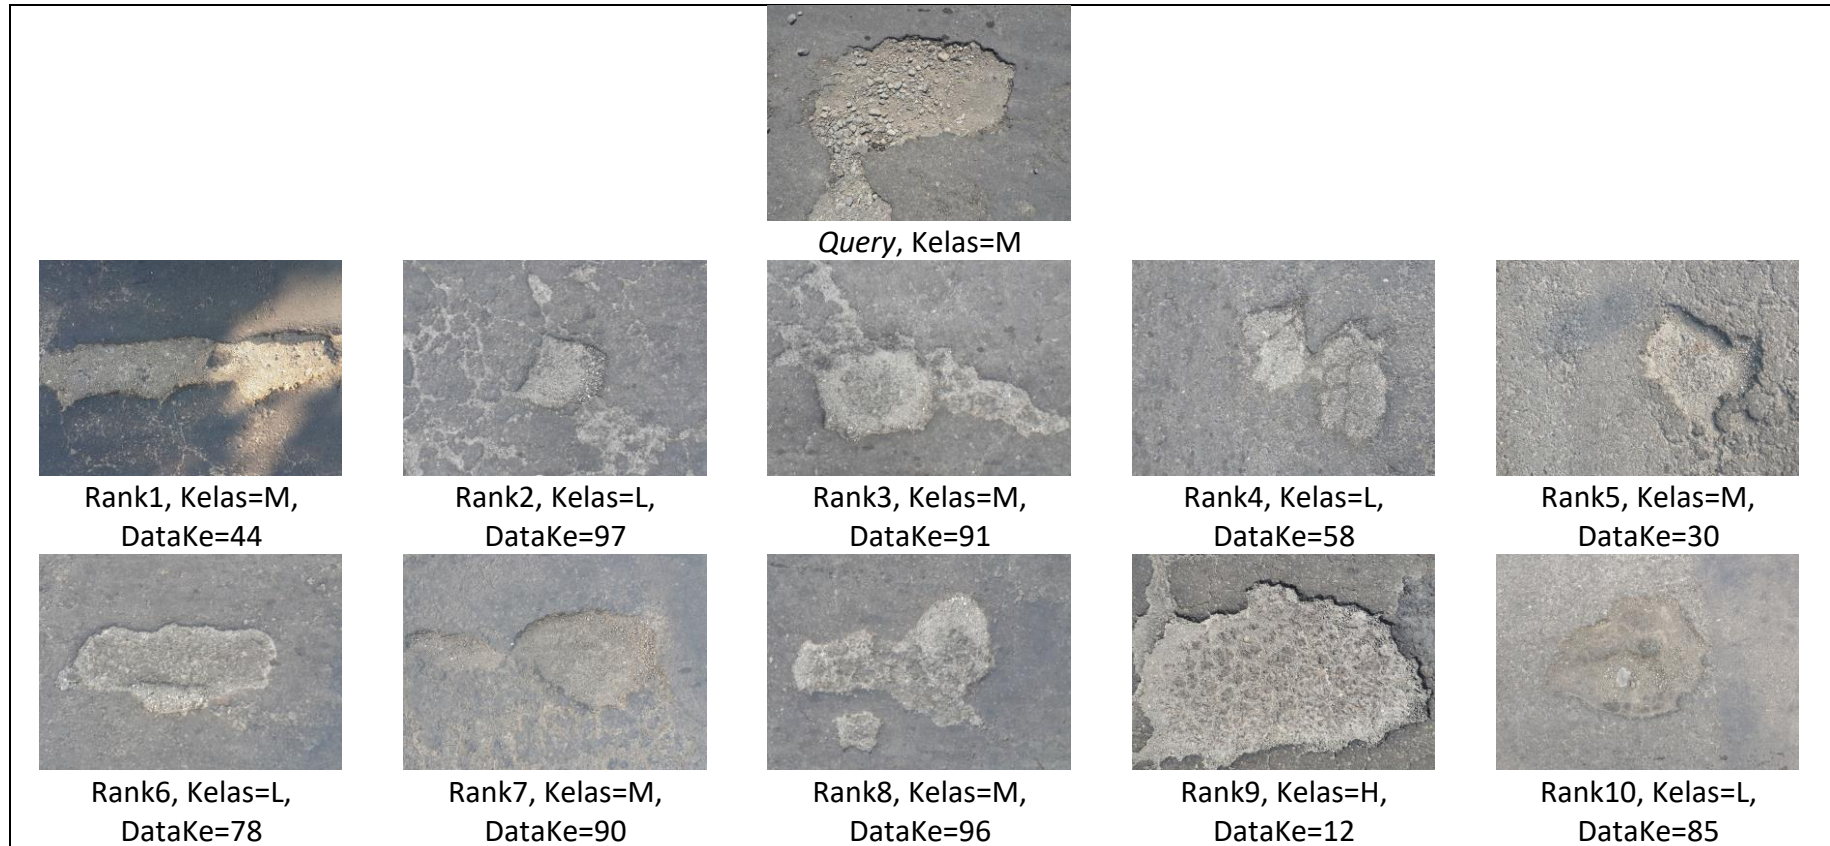 Query, Kelas=M
Rank1, Kelas=M,
DataKe=44
Rank2, Kelas=L,
DataKe=97
Rank3, Kelas=M,
DataKe=91
Rank4, Kelas=L,
DataKe=58
Rank5, Kelas=M,
DataKe=30
Rank6, Kelas=L,
DataKe=78
Rank7, Kelas=M,
DataKe=90
Rank8, Kelas=M,
DataKe=96
Rank9, Kelas=H,
DataKe=12
Rank10, Kelas=L,
DataKe=85